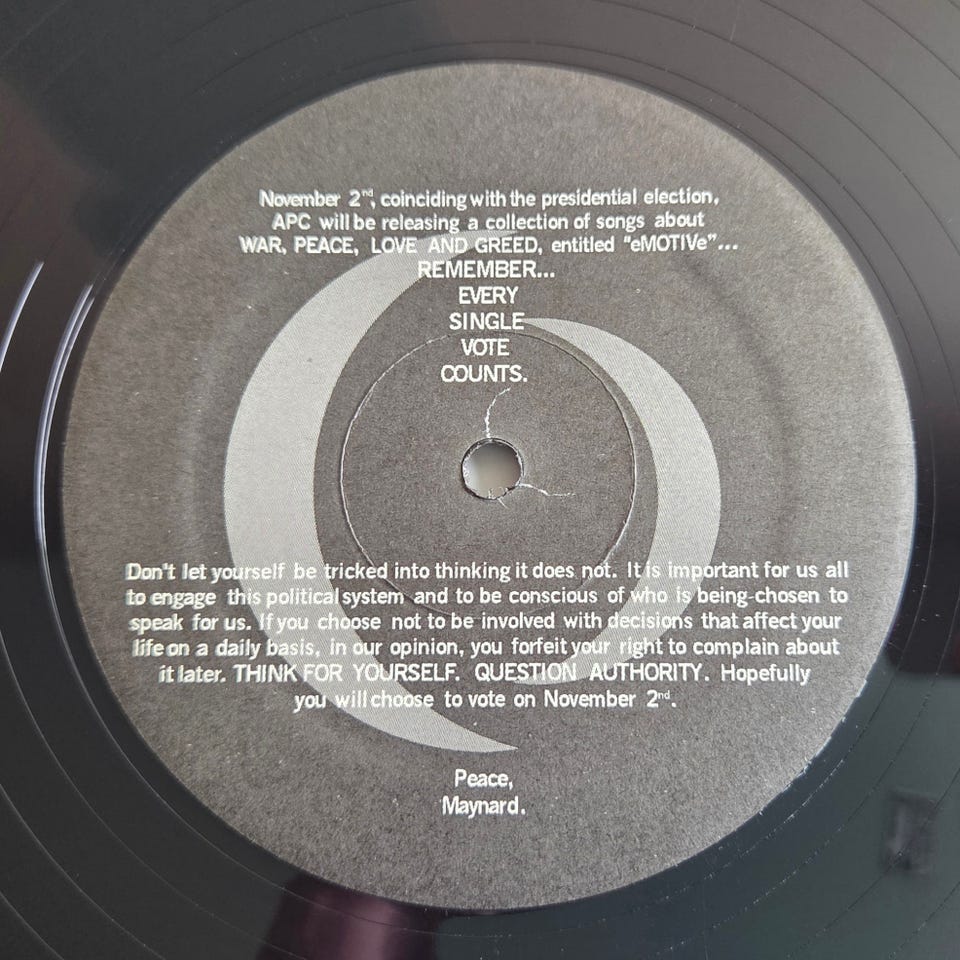 November 2nd, coinciding with the presidential election,
APC will be releasing a collection of songs about
WAR, PEACE, LOVE AND GREED, entitled "eMOTIVe"...
REMEMBER...
EVERY
SINGLE
VOTE
COUNTS.
Don't let yourself be tricked into thinking it does not. It is important for us all
to engage this political system and to be conscious of who is being-chosen to
speak for us. If you choose not to be involved with decisions that affect your
life on a daily basis, in our opinion, you forfeit your right to complain about
it later. THINK FOR YOURSELF. QUESTION AUTHORITY. Hopefully
you will choose to vote on November 2nd.
Peace,
Maynard.